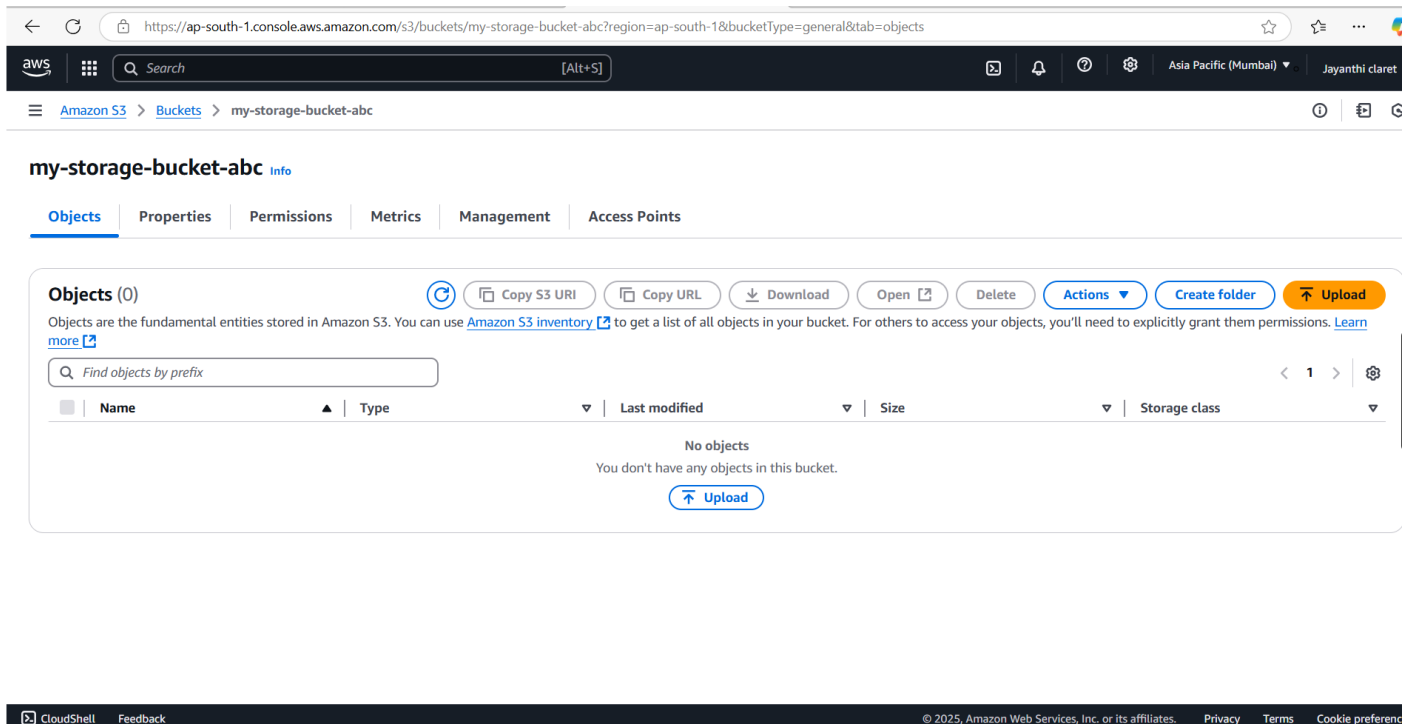 https://ap-south-1.console.aws.amazon.com/s3/buckets/my-storage-bucket-abc?region=ap-south-1&bucketType=general&tab=objects
aws Search [Alt+S] Asia Pacific (Mumbai) Jayanthi claret
Amazon S3 > Buckets > my-storage-bucket-abc
my-storage-bucket-abc Info
Objects Properties Permissions Metrics Management Access Points
Objects (0) Copy S3 URI Copy URL Download Open Delete Actions Create folder Upload
Objects are the fundamental entities stored in Amazon S3. You can use Amazon S3 inventory to get a list of all objects in your bucket. For others to access your objects, you'll need to explicitly grant them permissions. Learn
more
Find objects by prefix < 1 >
Name Type Last modified Size Storage class
No objects
You don't have any objects in this bucket.
Upload
CloudShell Feedback © 2025, Amazon Web Services, Inc. or its affiliates. Privacy Terms Cookie preferenc